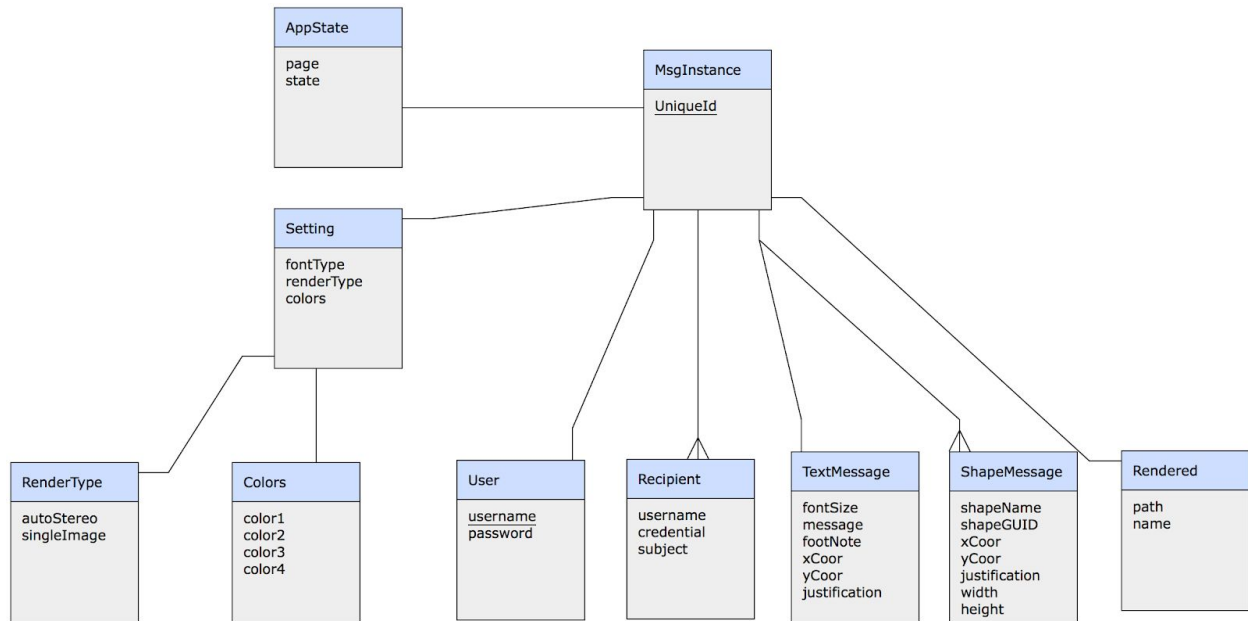 AppState
page
state
MsgInstance
UniqueId
Setting
fontType
renderType
colors
RenderType
autoStereo
singleImage
Colors
color1
color2
color3
color4
User
username
password
Recipient
username
credential
subject
TextMessage
fontSize
message
footNote
xCoor
yCoor
justification
ShapeMessage
shapeName
shapeGUID
xCoor
yCoor
justification
width
height
Rendered
path
name